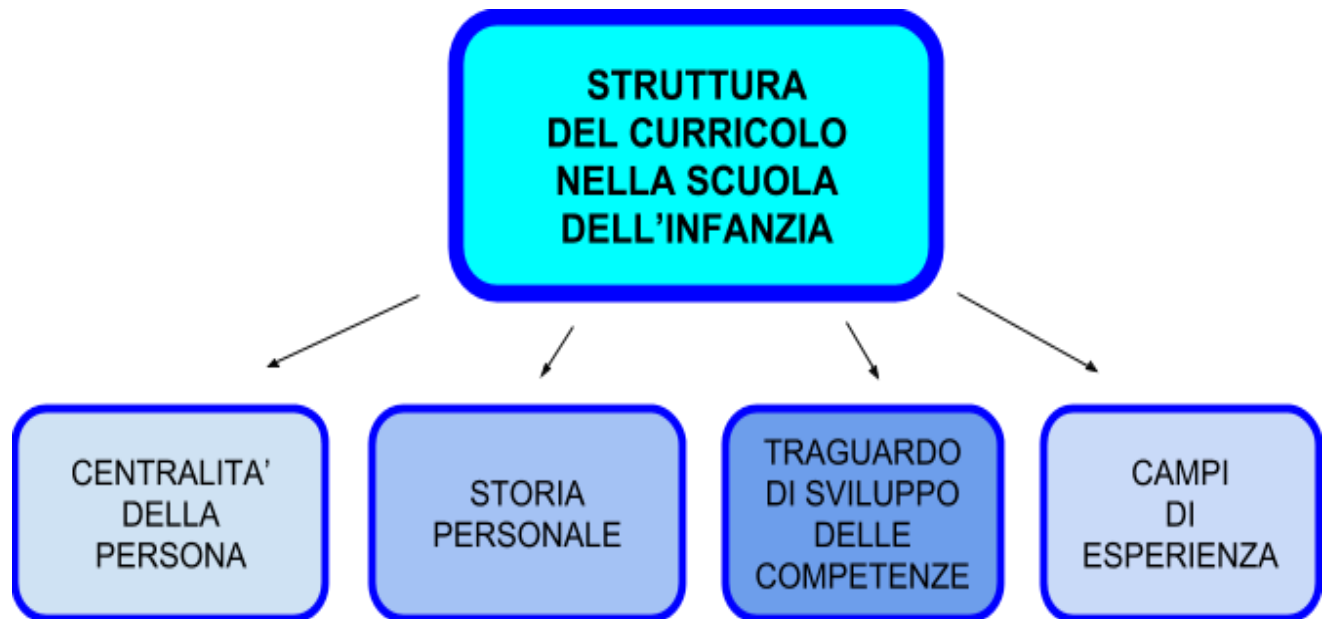 STRUTTURA
DEL CURRICOLO
NELLA SCUOLA
DELL'INFANZIA
CENTRALITA'
DELLA
PERSONA
STORIA
PERSONALE
TRAGUARDO
DI SVILUPPO
DELLE
COMPETENZE
CAMPI
DI
ESPERIENZA